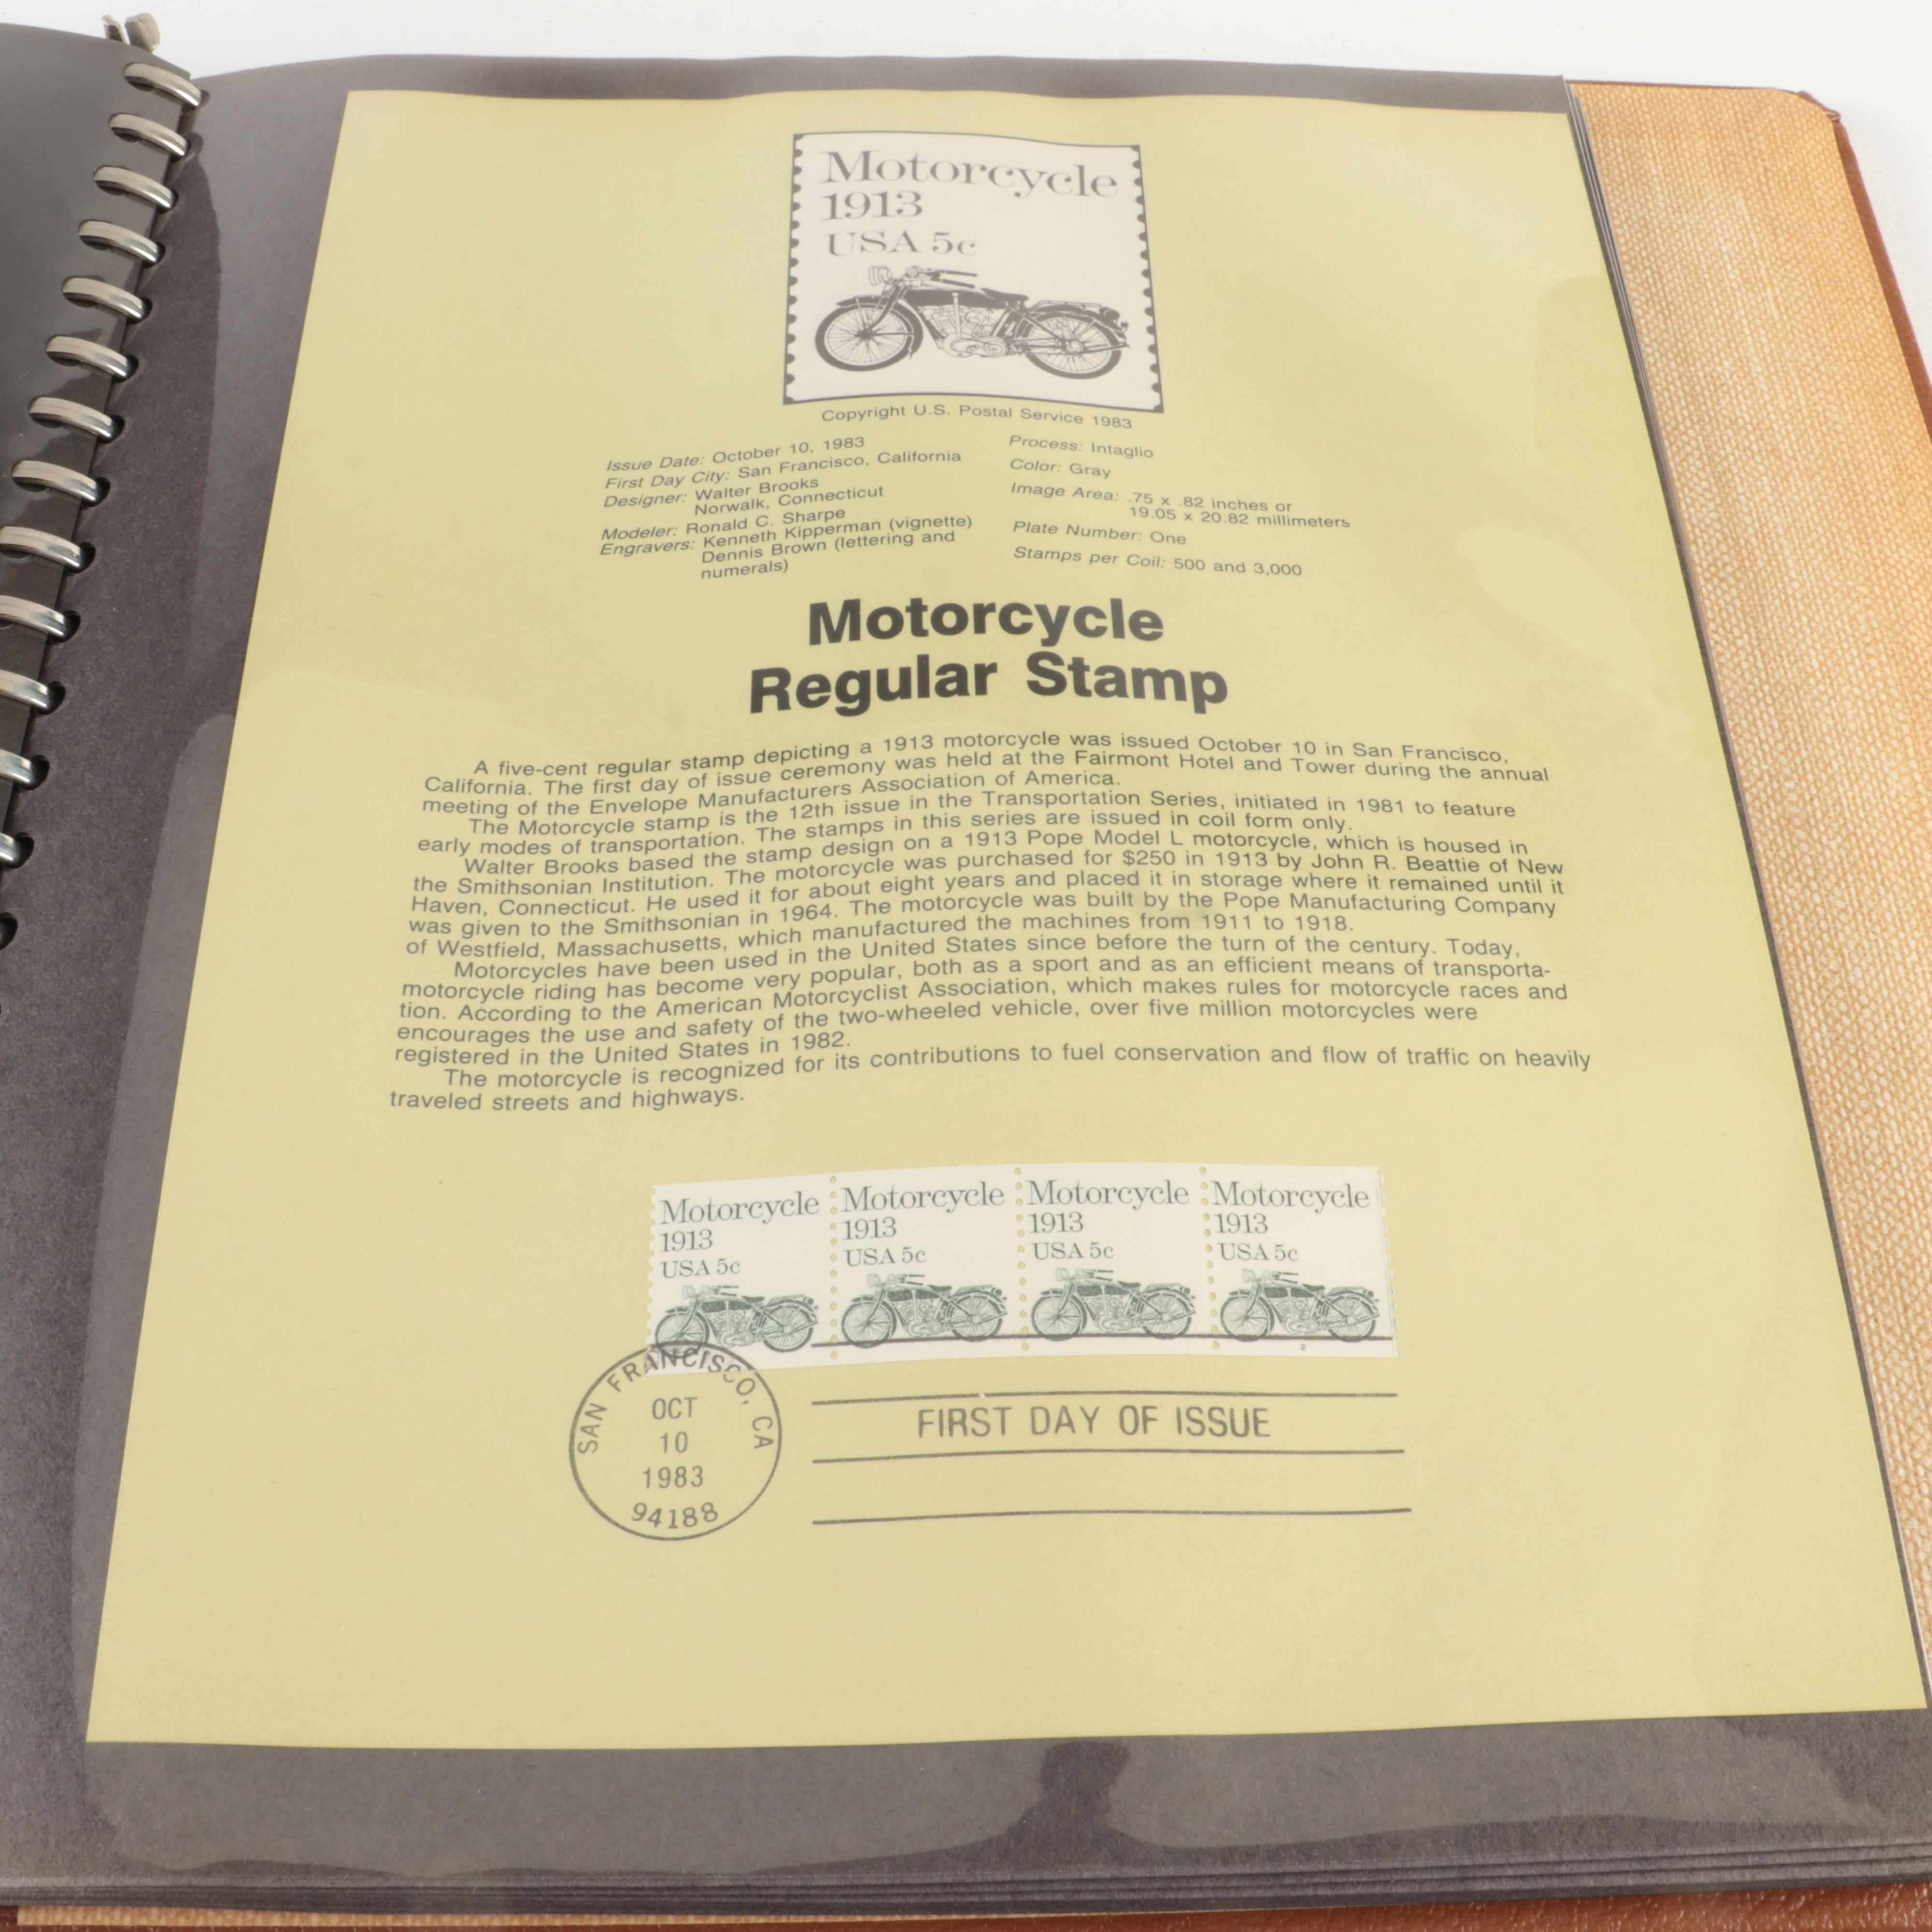 Motorcycle
1913
USA 5c
Copyright U.S. Postal Service 1983
Issue Date: October 10, 1983
First Day City: San Francisco, California
Designer: Walter Brooks
Norwalk, Connecticut
Modeler: Ronald C. Sharpe
Engravers: Kenneth Kipperman (vignette)
Dennis Brown (lettering and
numerals)
Process: Intaglio
Color: Gray
Image Area: .75 x .82 inches or
19.05 x 20.82 millimeters
Plate Number: One
Stamps per Coil: 500 and 3,000
Motorcycle
Regular Stamp
A five-cent regular stamp depicting a 1913 motorcycle was issued October 10 in San Francisco,
California. The first day of issue ceremony was held at the Fairmont Hotel and Tower during the annual
meeting of the Envelope Manufacturers Association of America.
The Motorcycle stamp is the 12th issue in the Transportation Series, initiated in 1981 to feature
early modes of transportation. The stamps in this series are issued in coil form only.
Walter Brooks based the stamp design on a 1913 Pope Model L motorcycle, which is housed in
the Smithsonian Institution. The motorcycle was purchased for $250 in 1913 by John R. Beattie of New
Haven, Connecticut. He used it for about eight years and placed it in storage where it remained until it
was given to the Smithsonian in 1964. The motorcycle was built by the Pope Manufacturing Company
of Westfield, Massachusetts, which manufactured the machines from 1911 to 1918.
Motorcycles have been used in the United States since before the turn of the century. Today,
motorcycle riding has become very popular, both as a sport and as an efficient means of transporta-
tion. According to the American Motorcyclist Association, which makes rules for motorcycle races and
encourages the use and safety of the two-wheeled vehicle, over five million motorcycles were
registered in the United States in 1982.
The motorcycle is recognized for its contributions to fuel conservation and flow of traffic on heavily
traveled streets and highways.
Motorcycle
1913
USA 5c
Motorcycle
1913
USA 5c
Motorcycle
1913
USA 5c
Motorcycle
1913
USA 5c
2
SAN FRANCISCO, CA
OCT
10
1983
94188
FIRST DAY OF ISSUE